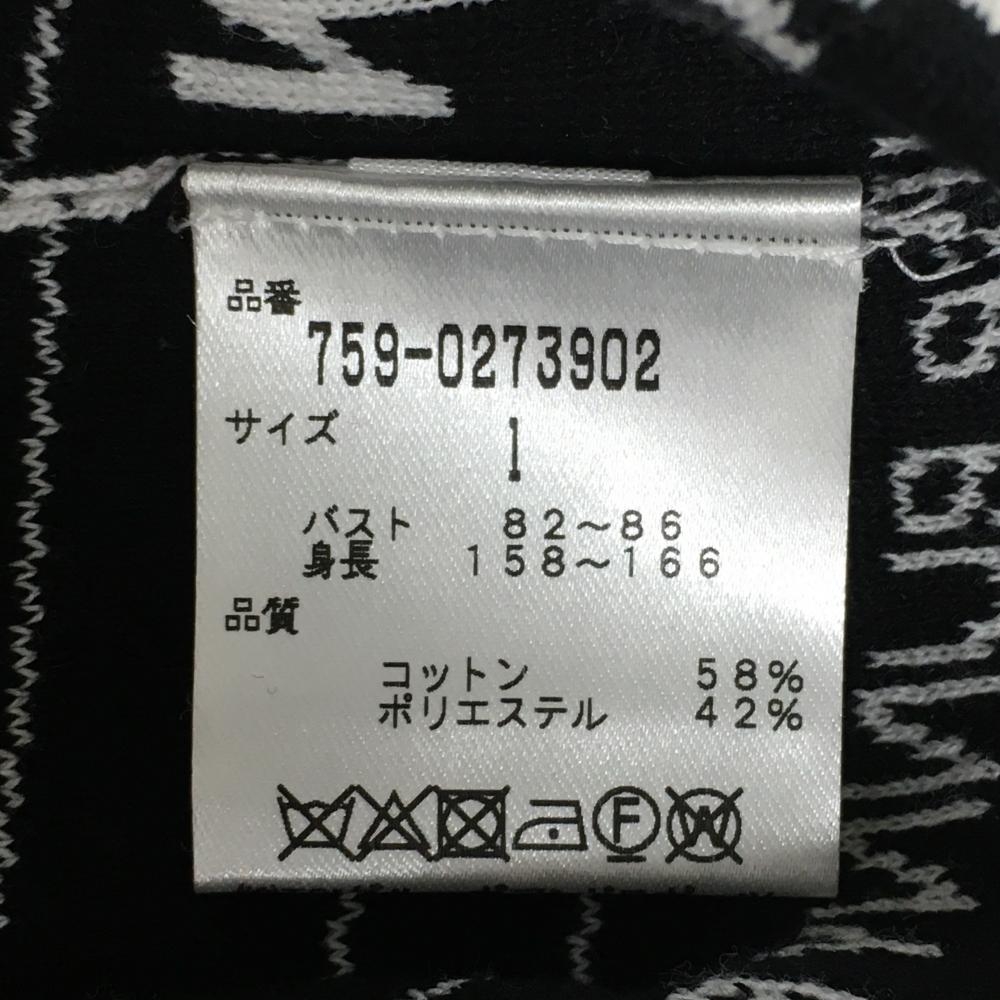 品番
759-0273902
サイズ
1
バスト 82～86
身長 158～166
品質
コットン 58%
ポリエステル 42%
F W